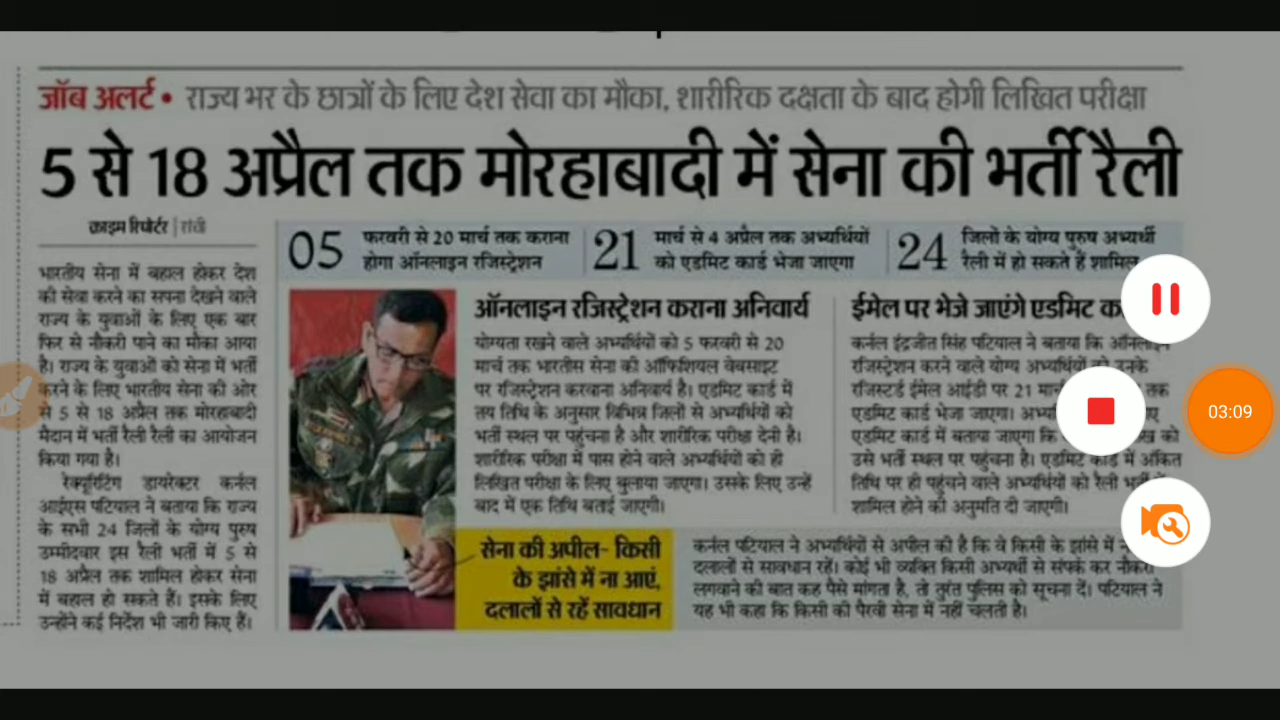 जॉब अलर्ट • राज्य भर के छात्रों के लिए देश सेवा का मौका, शारीरिक दक्षता के बाद होगी लिखित परीक्षा
5 से 18 अप्रैल तक मोरहाबादी में सेना की भर्ती रैली
क्राइम रिपोर्टर | रांची
भारतीय सेना में बहाल होकर देश
की सेवा करने का सपना देखने वाले
राज्य के युवाओं के लिए एक बार
फिर से नौकरी पाने का मौका आया
है। राज्य के युवाओं को सेना में भर्ती
करने के लिए भारतीय सेना की ओर
से 5 से 18 अप्रैल तक मोरहाबादी
मैदान में भर्ती रैली रैली का आयोजन
किया गया है।
रेक्यूरिटिंग डायरेक्टर कर्नल
आईएस पटियाल ने बताया कि राज्य
के सभी 24 जिलों के योग्य पुरुष
उम्मीदवार इस रैली भर्ती में 5 से
18 अप्रैल तक शामिल होकर सेना
में बहाल हो सकते हैं। इसके लिए
उन्होंने कई निर्देश भी जारी किए हैं।
05 फरवरी से 20 मार्च तक कराना
होगा ऑनलाइन रजिस्ट्रेशन
21 मार्च से 4 अप्रैल तक अभ्यर्थियों
को एडमिट कार्ड भेजा जाएगा
24 जिलों के योग्य पुरुष अभ्यर्थी
रैली में हो सकते हैं शामिल
ऑनलाइन रजिस्ट्रेशन कराना अनिवार्य
योग्यता रखने वाले अभ्यर्थियों को 5 फरवरी से 20
मार्च तक भारतीस सेना की ऑफिशियल वेबसाइट
पर रजिस्ट्रेशन करवाना अनिवार्य है। एडमिट कार्ड में
तय तिथि के अनुसार विभिन्न जिलों से अभ्यर्थियों को
भर्ती स्थल पर पहुंचना है और शारीरिक परीक्षा देनी है।
शारीरिक परीक्षा में पास होने वाले अभ्यर्थियों को ही
लिखित परीक्षा के लिए बुलाया जाएगा। उसके लिए उन्हें
बाद में एक तिथि बताई जाएगी।
ईमेल पर भेजे जाएंगे एडमिट
कर्नल इंद्रजीत सिंह पटियाल ने बताया कि ऑनलाइन
रजिस्ट्रेशन करने वाले योग्य अभ्यर्थियों को उनके
रजिस्टर्ड ईमेल आईडी पर 21 तक
एडमिट कार्ड भेजा जाएगा।
एडमिट कार्ड में बताया जाएगा कि को
उसे भर्ती स्थल पर पहुंचना है। एडमिट कार्ड में अंकित
तिथि पर ही पहुंचने वाले अभ्यर्थियों को रैली
शामिल होने की अनुमति दी जाएगी।
सेना की अपील- किसी
के झांसे में ना आएं,
दलालों से रहें सावधान
कर्नल पटियाल ने अभ्यर्थियों से अपील की है कि वे किसी के झांसे में
दलालों से सावधान रहें। कोई भी व्यक्ति किसी अभ्यर्थी से संपर्क कर नौकरी
लगवाने की बात कह पैसे मांगता है, तो तुरंत पुलिस को सूचना दें। पटियाल ने
यह भी कहा कि किसी की पैरवी सेना में नहीं चलती है।
03:09